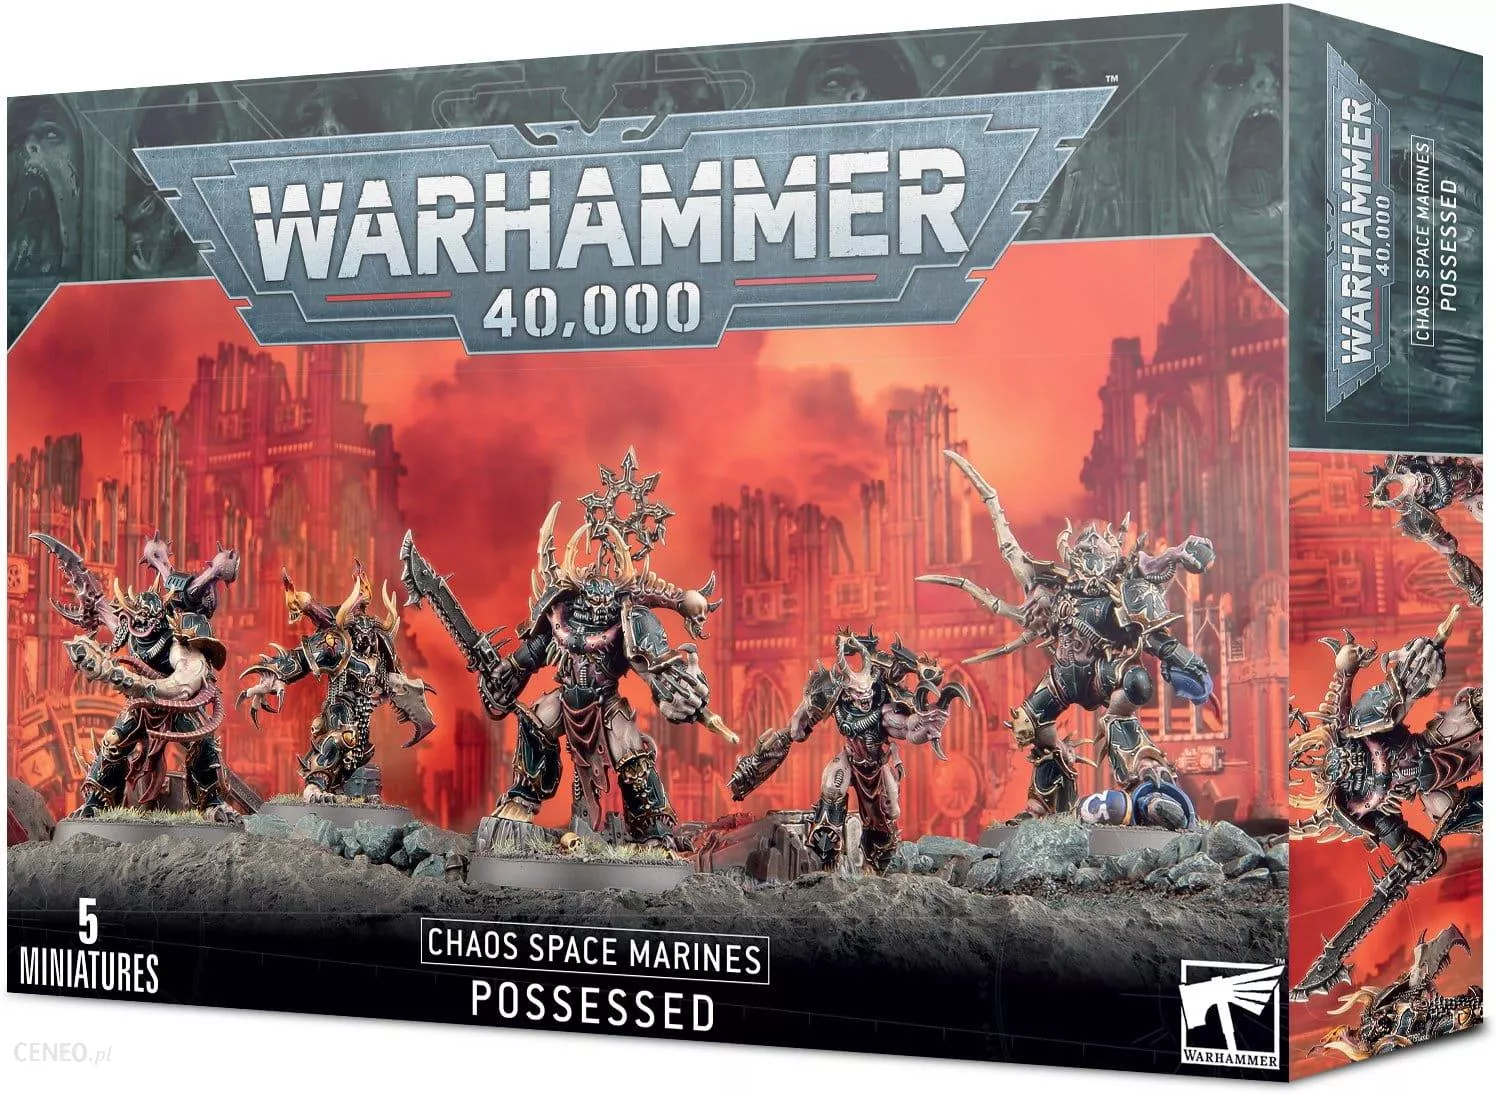 WARHAMMER
™
40,000
5
MINIATURES
CHAOS SPACE MARINES
POSSESSED
™
WARHAMMER
WARHAMMER
40,000
CHAOS SPACE MARINES
POSSESSED
CENEO.pl